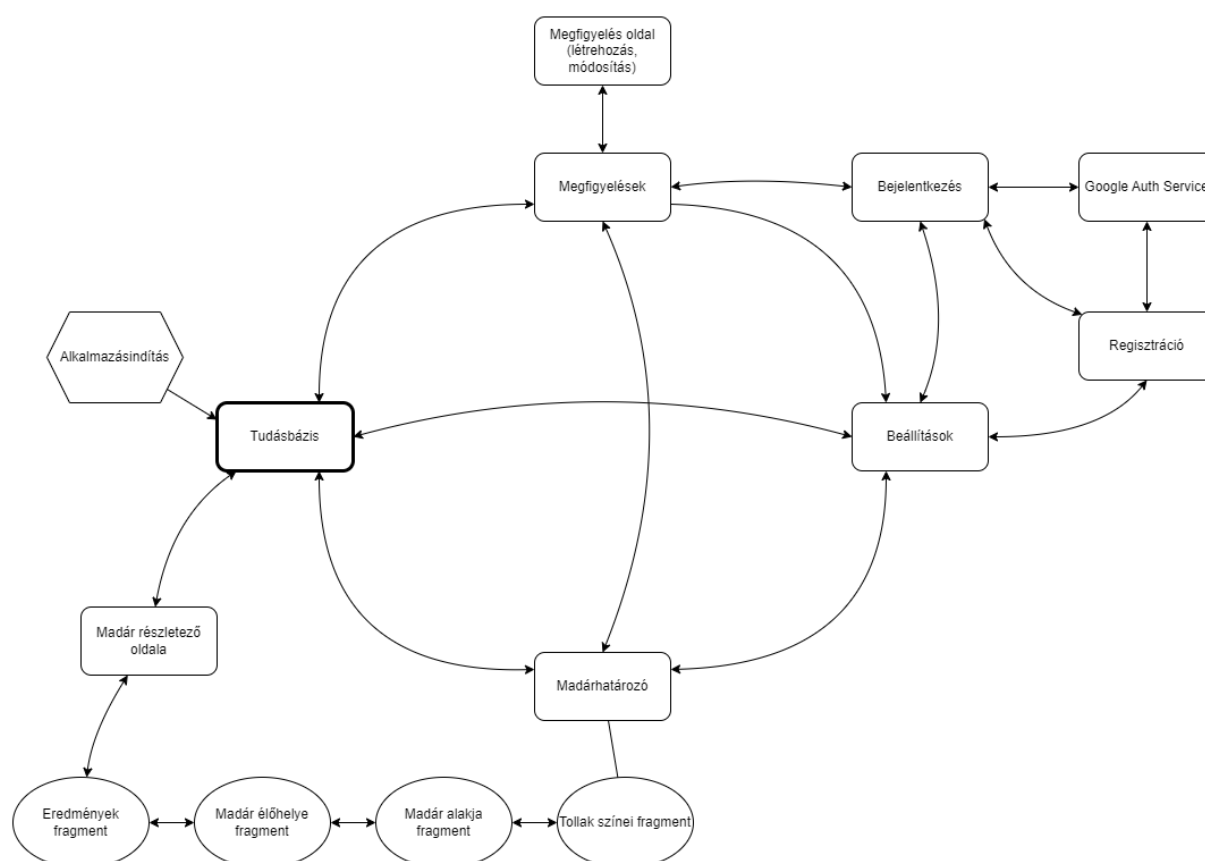 Megfigyelés oldal
(létrehozás,
módosítás)
Megfigyelések
Bejelentkezés
Google Auth Service
Alkalmazásindítás
Regisztráció
Tudásbázis
Beállítások
Madár részletező
oldala
Madárhatározó
Eredmények
fragment
Madár élőhelye
fragment
Madár alakja
fragment
Tollak színei fragment